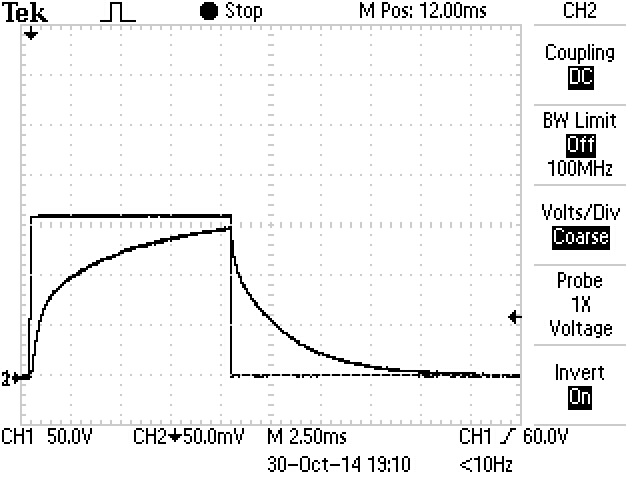 Tek Stop M Pos: 12.00ms CH2
Coupling
DC
BW Limit
Off
100MHz
Volts/Div
Coarse
Probe
1X
Voltage
Invert
On
CH1 50.0V CH2 50.0mV M 2.50ms CH1 60.0V
30-Oct-14 19:10 <10Hz